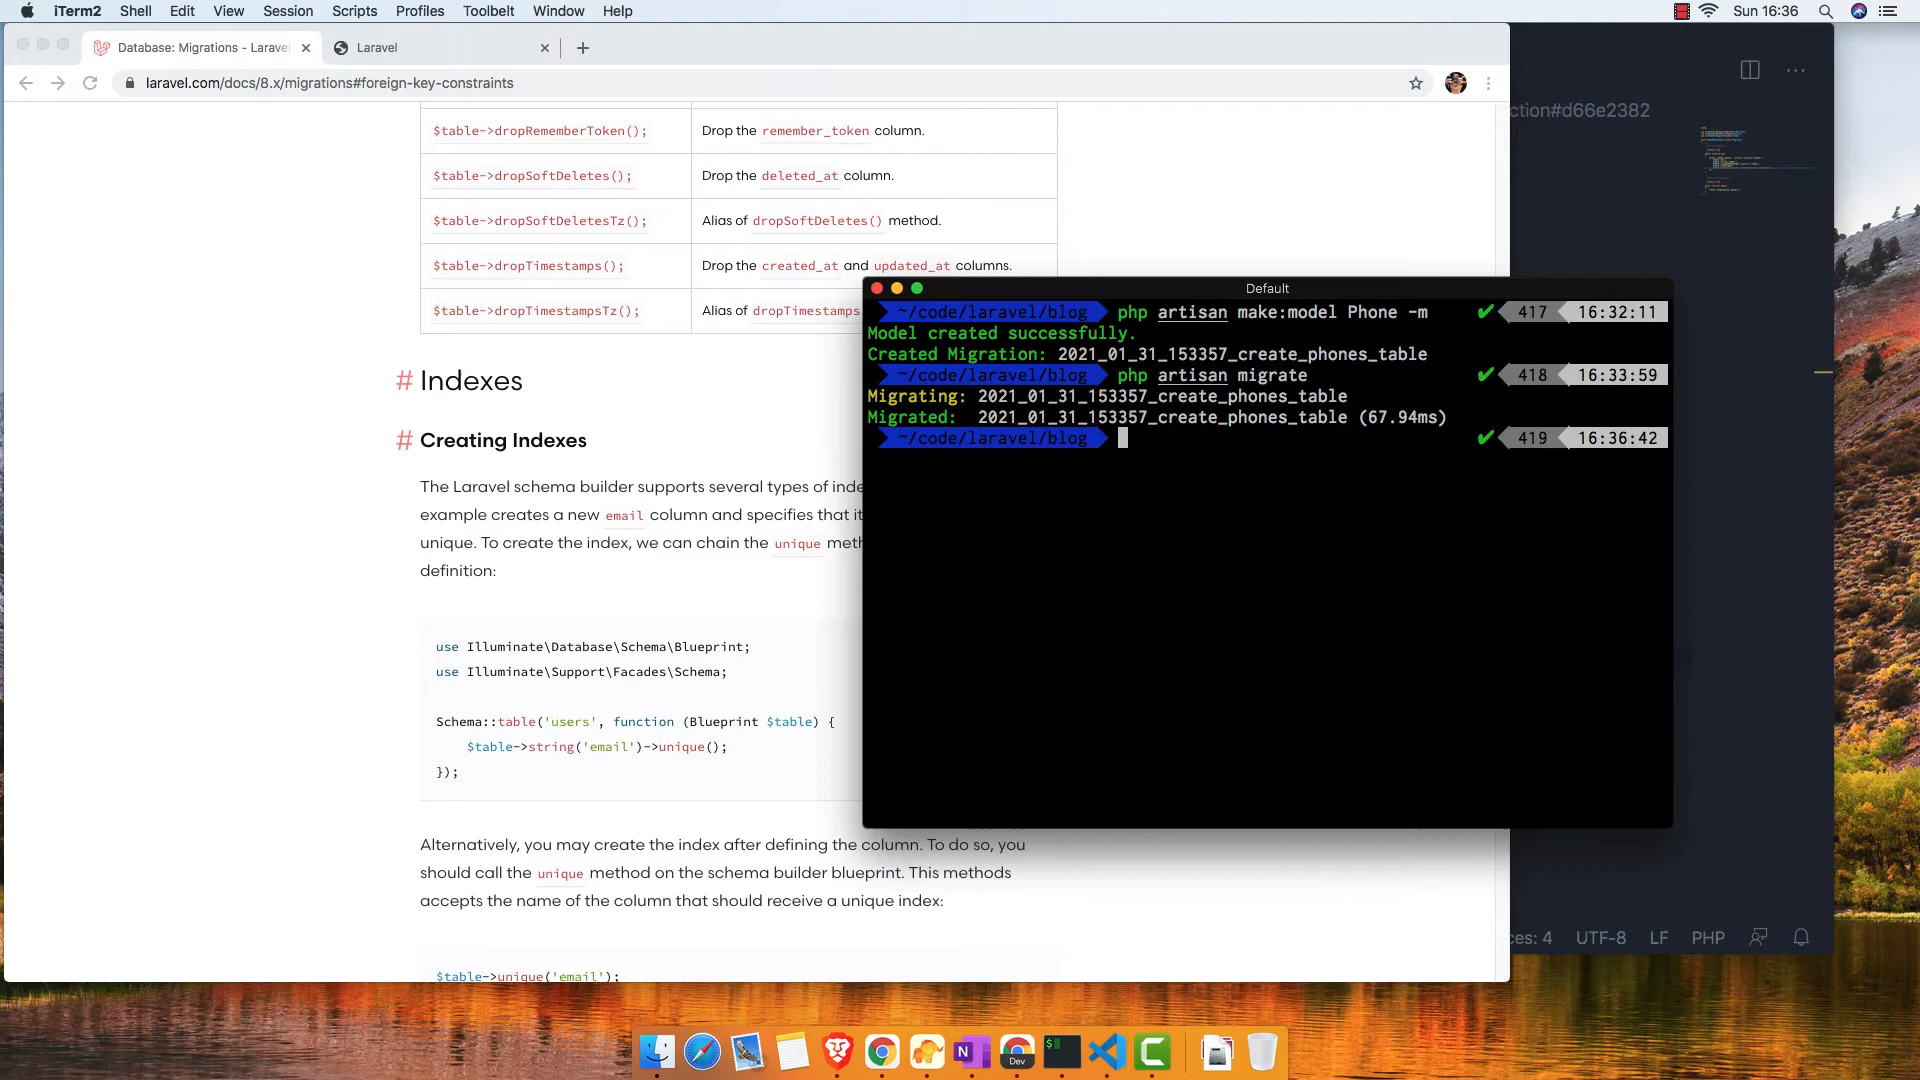 iTerm2 Shell Edit View Session Scripts Profiles Toolbelt Window Help
Sun 16:36
Database: Migrations - Laravel
Laravel
laravel.com/docs/8.x/migrations#foreign-key-constraints
ction#d66e2382
$table->dropRememberToken(); Drop the remember_token column.
$table->dropSoftDeletes(); Drop the deleted_at column.
$table->dropSoftDeletesTz(); Alias of dropSoftDeletes() method.
$table->dropTimestamps(); Drop the created_at and updated_at columns.
$table->dropTimestampsTz(); Alias of dropTimestamps
# Indexes
# Creating Indexes
The Laravel schema builder supports several types of inde
example creates a new email column and specifies that it
unique. To create the index, we can chain the unique meth
definition:
use Illuminate\Database\Schema\Blueprint;
use Illuminate\Support\Facades\Schema;
Schema::table('users', function (Blueprint $table) {
$table->string('email')->unique();
});
Alternatively, you may create the index after defining the column. To do so, you
should call the unique method on the schema builder blueprint. This methods
accepts the name of the column that should receive a unique index:
$table->unique('email');
Default
~/code/laravel/blog php artisan make:model Phone -m ✔ 417 16:32:11
Model created successfully.
Created Migration: 2021_01_31_153357_create_phones_table
~/code/laravel/blog php artisan migrate ✔ 418 16:33:59
Migrating: 2021_01_31_153357_create_phones_table
Migrated: 2021_01_31_153357_create_phones_table (67.94ms)
~/code/laravel/blog ✔ 419 16:36:42
ces: 4 UTF-8 LF PHP
N
Dev
$